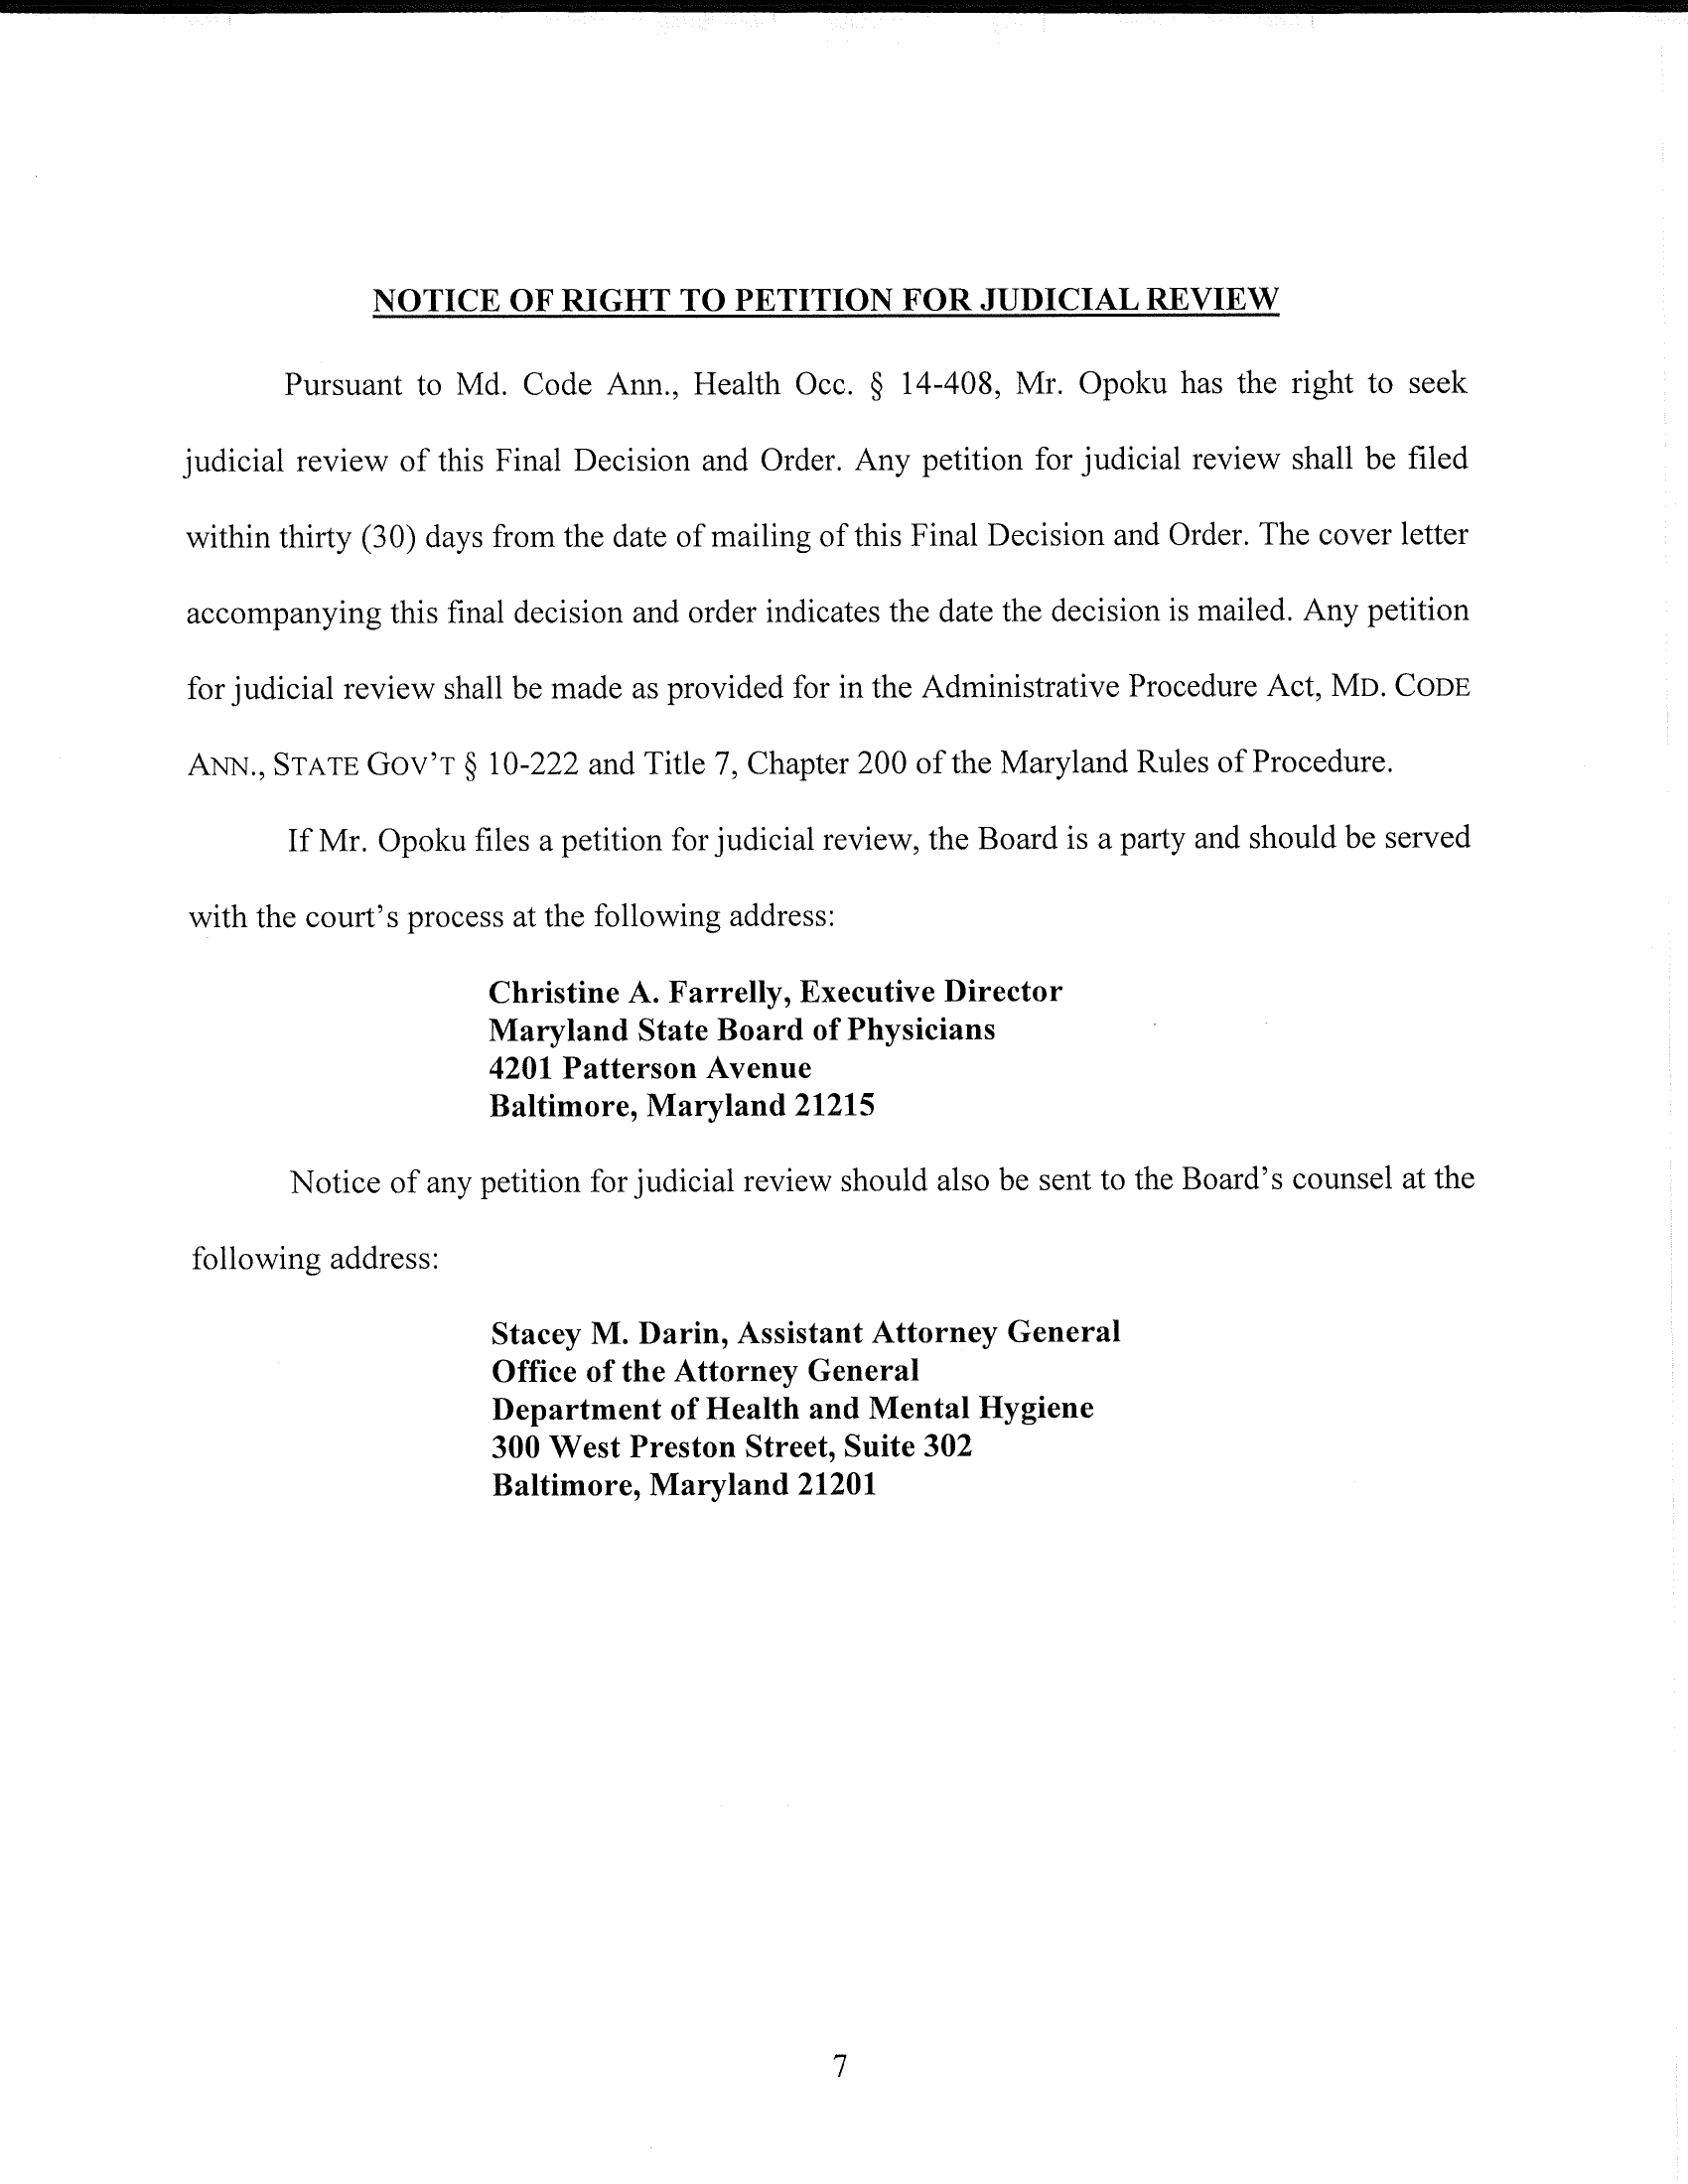 NOTICE OF RIGHT TO PETITION FOR JUDICIAL REVIEW
Pursuant to Md. Code Ann., Health Occ. § 14-408, Mr. Opoku has the right to seek
judicial review of this Final Decision and Order. Any petition for judicial review shall be filed
within thirty (30) days from the date of mailing of this Final Decision and Order. The cover letter
accompanying this final decision and order indicates the date the decision is mailed. Any petition
for judicial review shall be made as provided for in the Administrative Procedure Act, MD. CODE
ANN., STATE GOV'T § 10-222 and Title 7, Chapter 200 of the Maryland Rules of Procedure.
If Mr. Opoku files a petition for judicial review, the Board is a party and should be served
with the court's process at the following address:
Christine A. Farrelly, Executive Director
Maryland State Board of Physicians
4201 Patterson Avenue
Baltimore, Maryland 21215
Notice of any petition for judicial review should also be sent to the Board's counsel at the
following address:
Stacey M. Darin, Assistant Attorney General
Office of the Attorney General
Department of Health and Mental Hygiene
300 West Preston Street, Suite 302
Baltimore, Maryland 21201
7